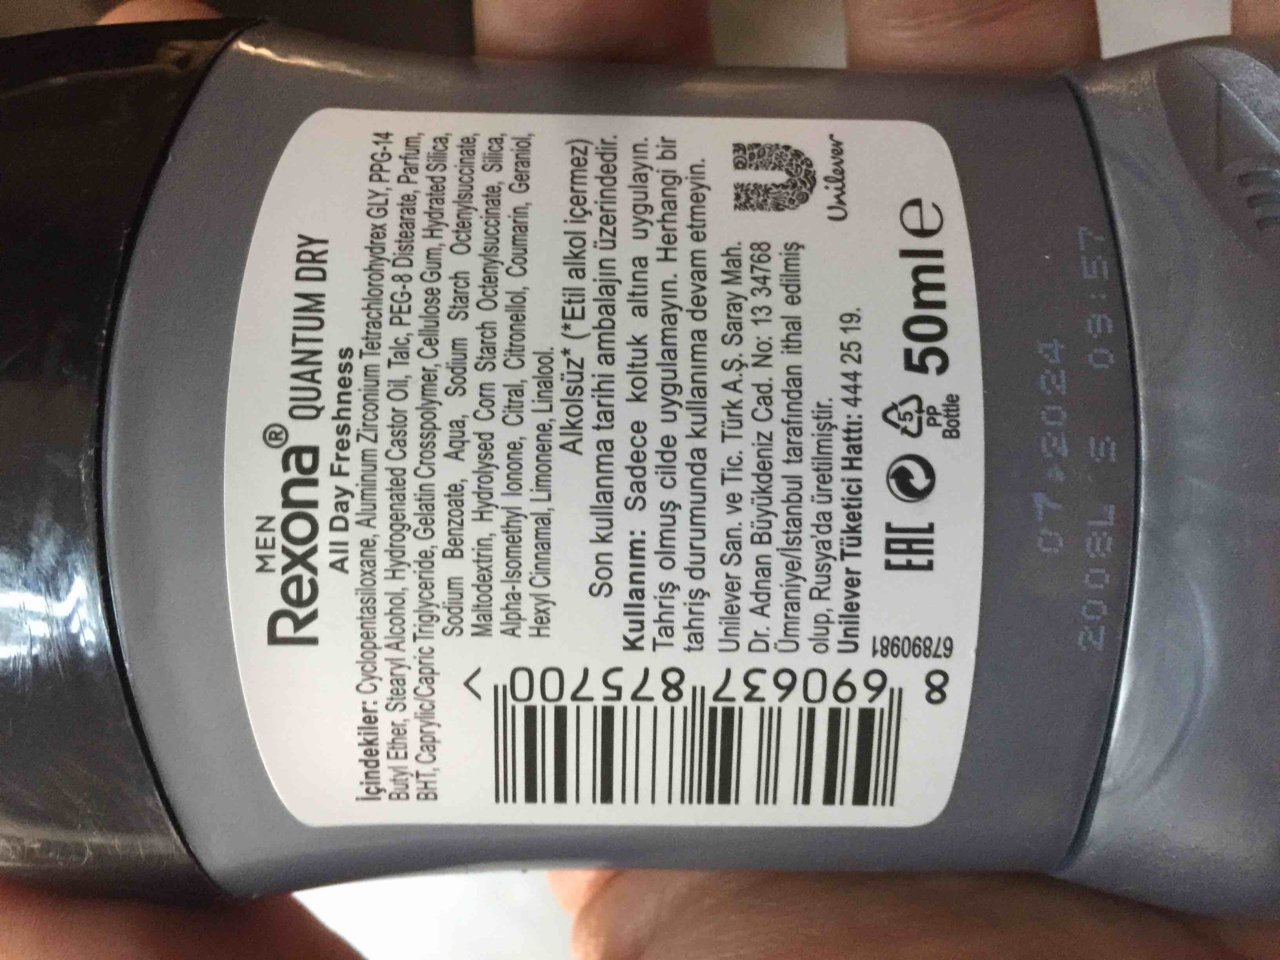 MEN
Rexona® QUANTUM DRY
All Day Freshness
İçindekiler: Cyclopentasiloxane, Aluminum Zirconium Tetrachlorohydrex GLY, PPG-14
Butyl Ether, Stearyl Alcohol, Hydrogenated Castor Oil, Talc, PEG-8 Distearate, Parfum,
BHT, Caprylic/Capric Triglyceride, Gelatin Crosspolymer, Cellulose Gum, Hydrated Silica,
Sodium Benzoate, Aqua, Sodium Starch Octenylsuccinate,
Maltodextrin, Hydrolysed Corn Starch Octenylsuccinate, Silica,
Alpha-Isomethyl Ionone, Citral, Citronellol, Coumarin, Geraniol,
Hexyl Cinnamal, Limonene, Linalool.
Alkolsüz* (*Etil alkol içermez)
Son kullanma tarihi ambalajın üzerindedir.
Kullanım: Sadece koltuk altına uygulayın.
Tahriş olmuş cilde uygulamayın. Herhangi bir
tahriş durumunda kullanıma devam etmeyin.
Unilever San. ve Tic. Türk A.Ş. Saray Mah.
Dr. Adnan Büyükdeniz Cad. No: 13 34768
Ümraniye/İstanbul tarafından ithal edilmiş
olup, Rusya'da üretilmiştir.
Unilever Tüketici Hattı: 444 25 19.
Unilever
EAC
5
PP
Bottle
50ml e
67890981
8 690637 875700 >
07 2024
2008L 5 09:57